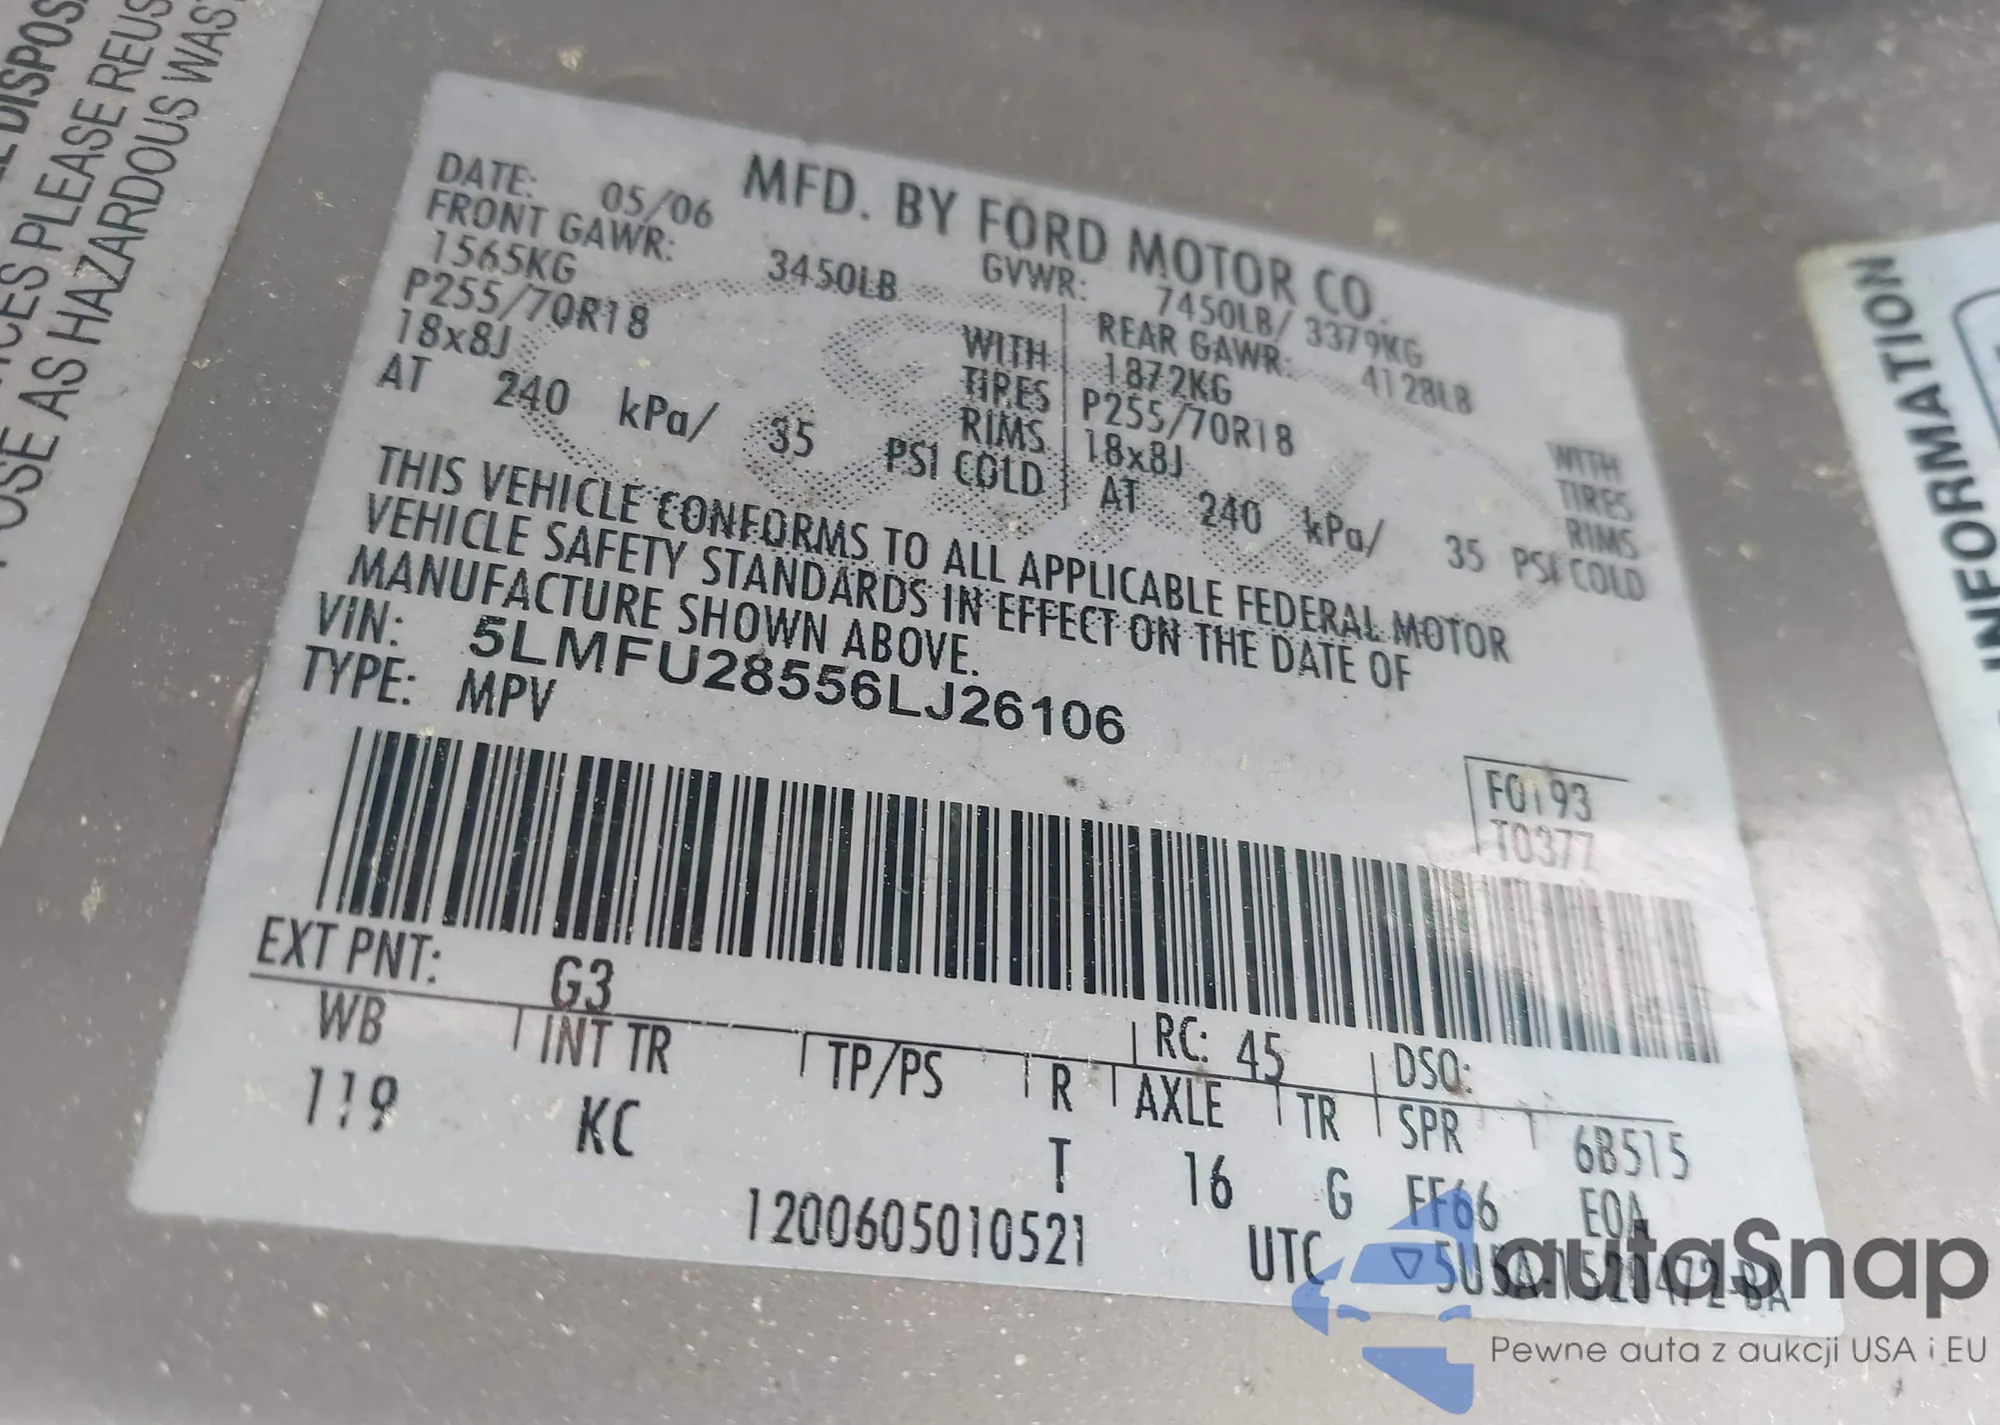 DISPOS
CES PLEASE REUS
OSE AS HAZARDOUS WAS
MFD. BY FORD MOTOR CO.
DATE: 05/06 GVWR: 7450LB/ 3379KG
FRONT GAWR: 3450LB REAR GAWR: 4128LB
1565KG WITH 1872KG WITH
P255/70R18 TIRES P255/70R18 TIRES
18x8J RIMS 18x8J RIMS
AT 240 kPa/ 35 PSI COLD AT 240 kPa/ 35 PSI COLD
THIS VEHICLE CONFORMS TO ALL APPLICABLE FEDERAL MOTOR
VEHICLE SAFETY STANDARDS IN EFFECT ON THE DATE OF
MANUFACTURE SHOWN ABOVE.
VIN: 5LMFU28556LJ26106
TYPE: MPV
F0193
T0377
EXT PNT: G3 RC: 45 DSO:
WB INT TR TP/PS R AXLE TR SPR 6B515
119 KC T 16 G FF66 E0A
1200605010521 UTC
INFORMATION
autaSnap
Pewne auta z aukcji USA i EU